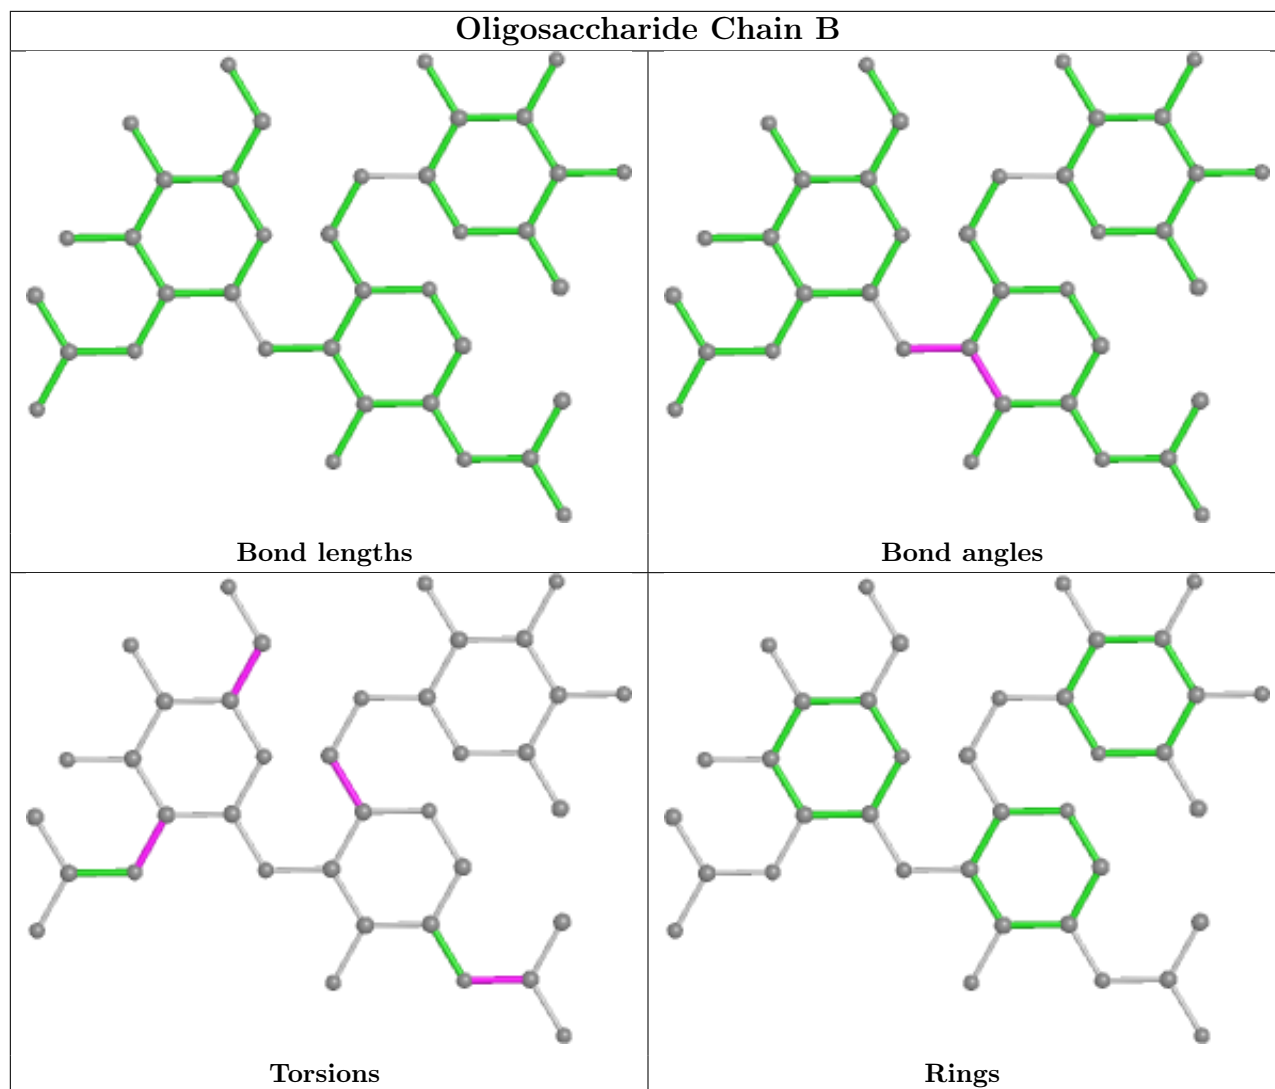 Oligosaccharide Chain B
Bond lengths
Bond angles
Torsions
Rings